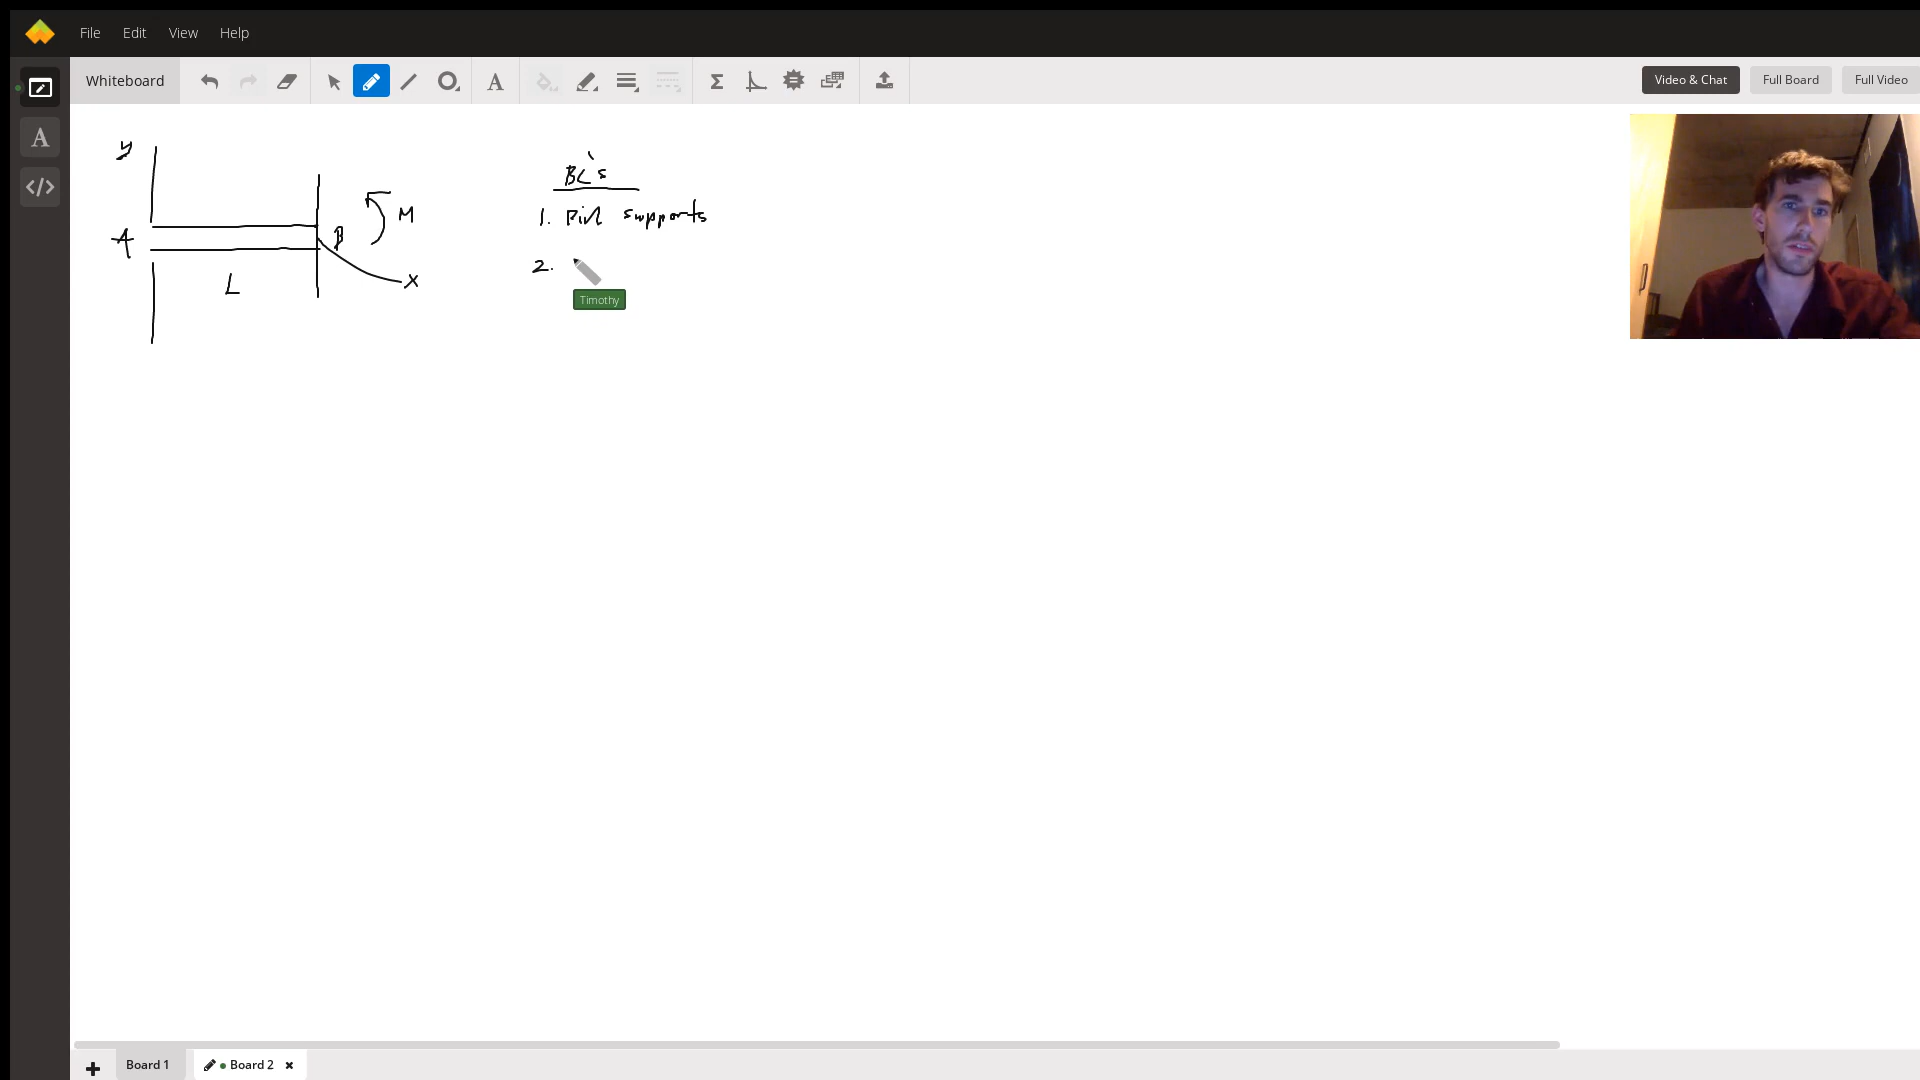 File Edit View Help
Whiteboard
Video & Chat Full Board Full Video
y
A
B
M
L
x
BC's
1. Pin supports
2.
Timothy
Board 1 Board 2